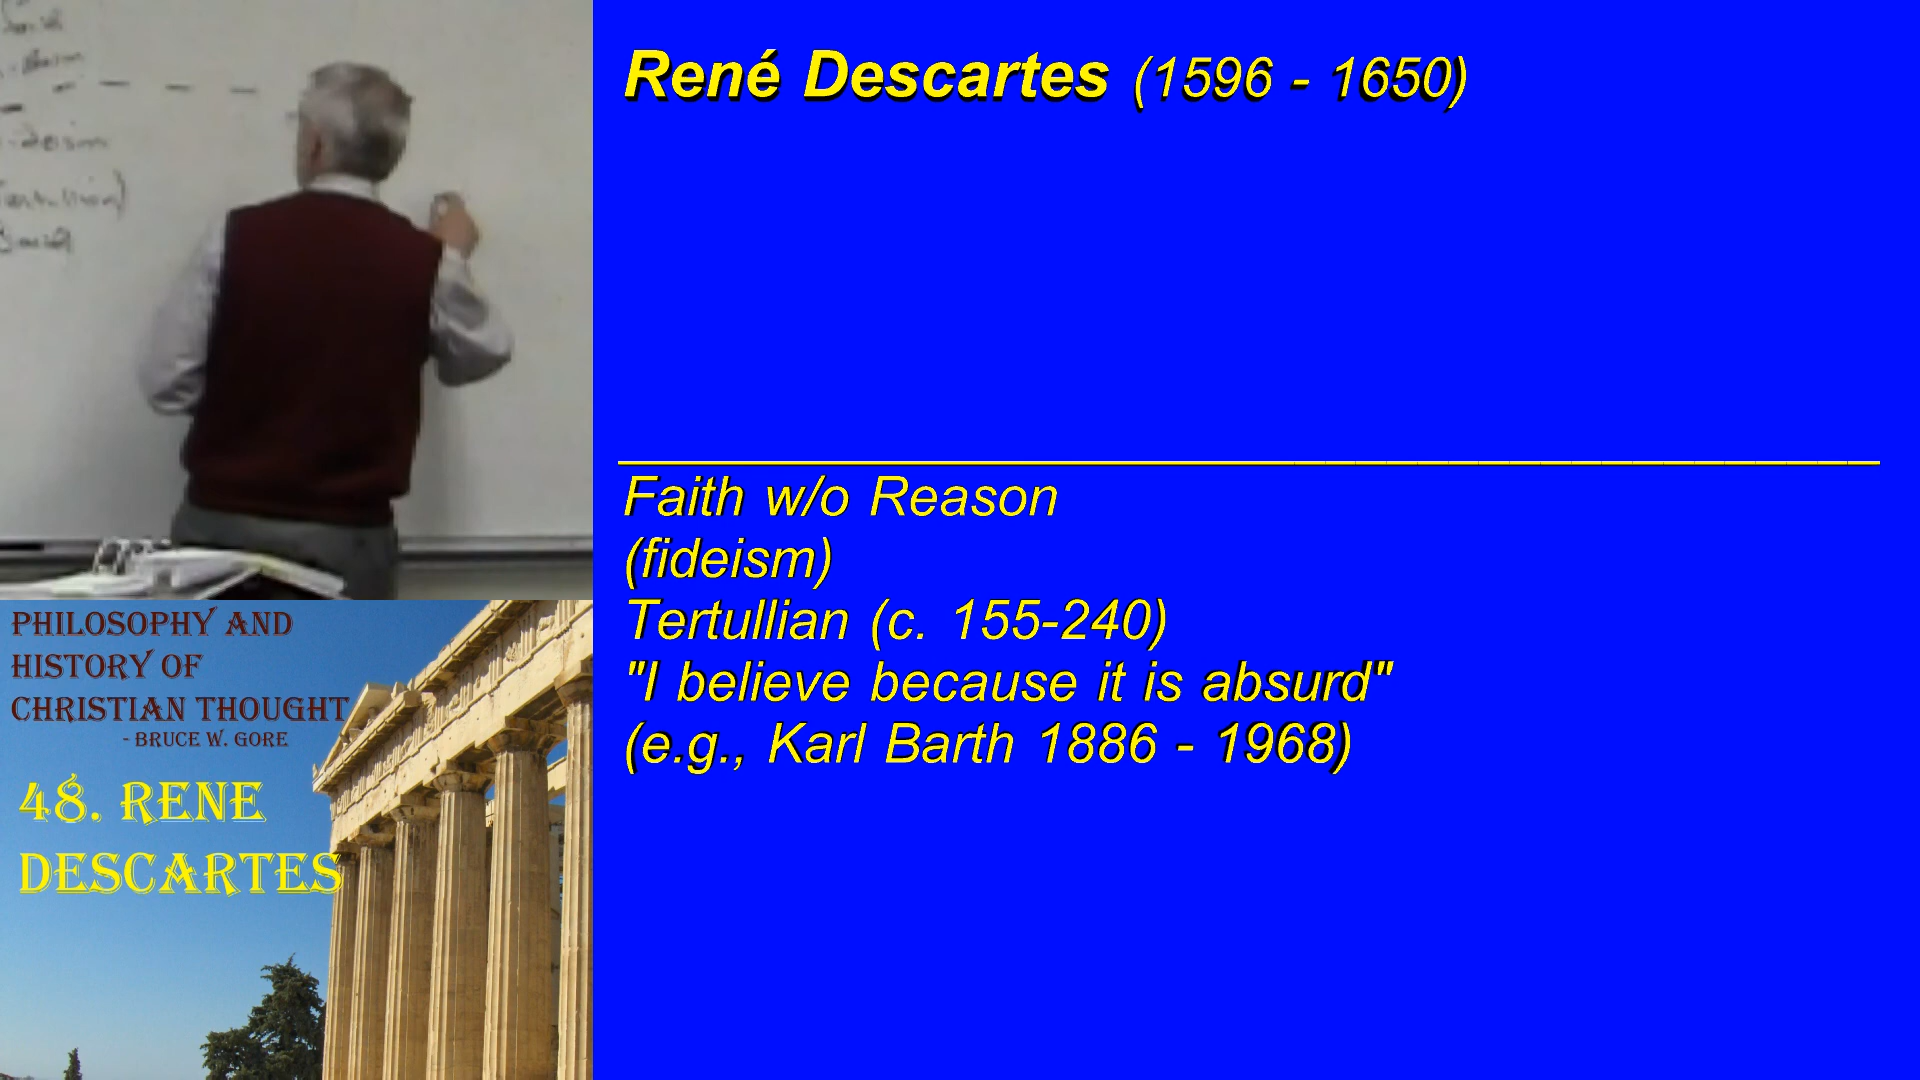 René Descartes (1596 - 1650)
Faith w/o Reason
(fideism)
Tertullian (c. 155-240)
"I believe because it is absurd"
(e.g., Karl Barth 1886 - 1968)
PHILOSOPHY AND
HISTORY OF
CHRISTIAN THOUGHT
- BRUCE W. GORE
48. RENE
DESCARTES